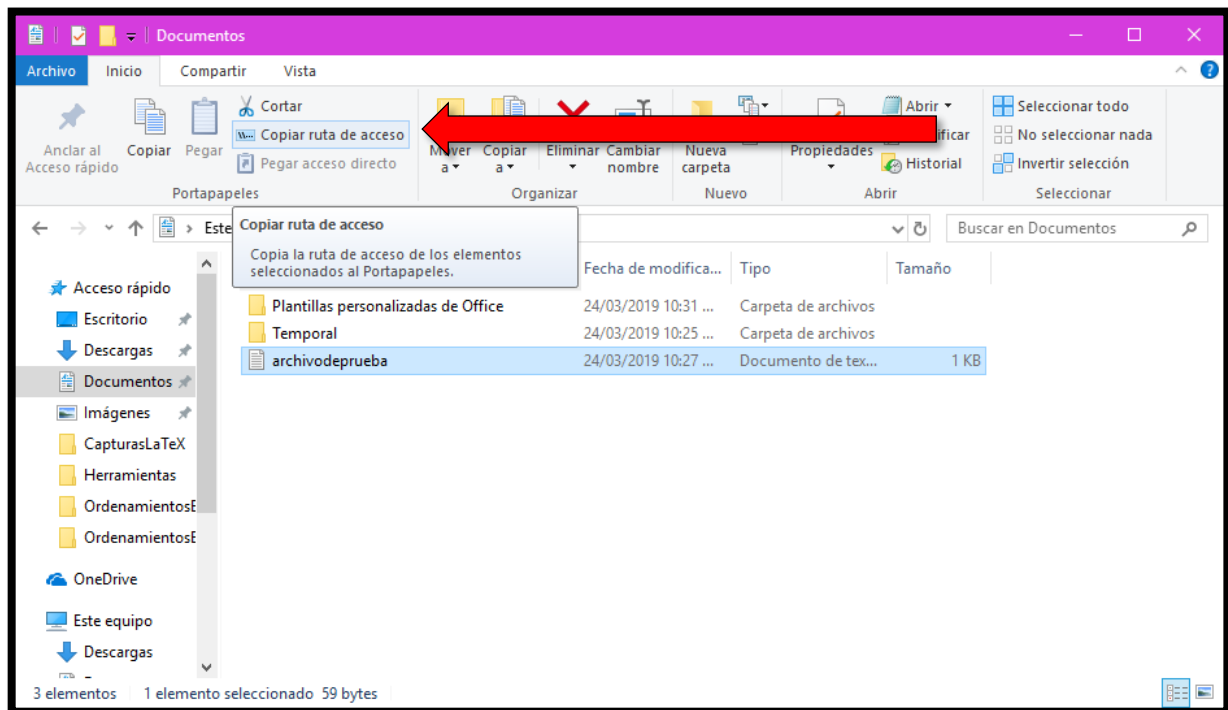 Documentos
Archivo Inicio Compartir Vista
Anclar al
Acceso rápido
Copiar
Pegar
Cortar
Copiar ruta de acceso
Pegar acceso directo
Portapapeles
Mover
a
Copiar
a
Eliminar
Cambiar
nombre
Organizar
Nueva
carpeta
Nuevo
Propiedades
Abrir
Historial
Abrir
Seleccionar todo
No seleccionar nada
Invertir selección
Seleccionar
Este
Buscar en Documentos
Copiar ruta de acceso
Copia la ruta de acceso de los elementos
seleccionados al Portapapeles.
Fecha de modifica... Tipo Tamaño
Plantillas personalizadas de Office 24/03/2019 10:31 ... Carpeta de archivos
Temporal 24/03/2019 10:25 ... Carpeta de archivos
archivodeprueba 24/03/2019 10:27 ... Documento de tex... 1 KB
Acceso rápido
Escritorio
Descargas
Documentos
Imágenes
CapturasLaTeX
Herramientas
OrdenamientosE
OrdenamientosE
OneDrive
Este equipo
Descargas
3 elementos 1 elemento seleccionado 59 bytes